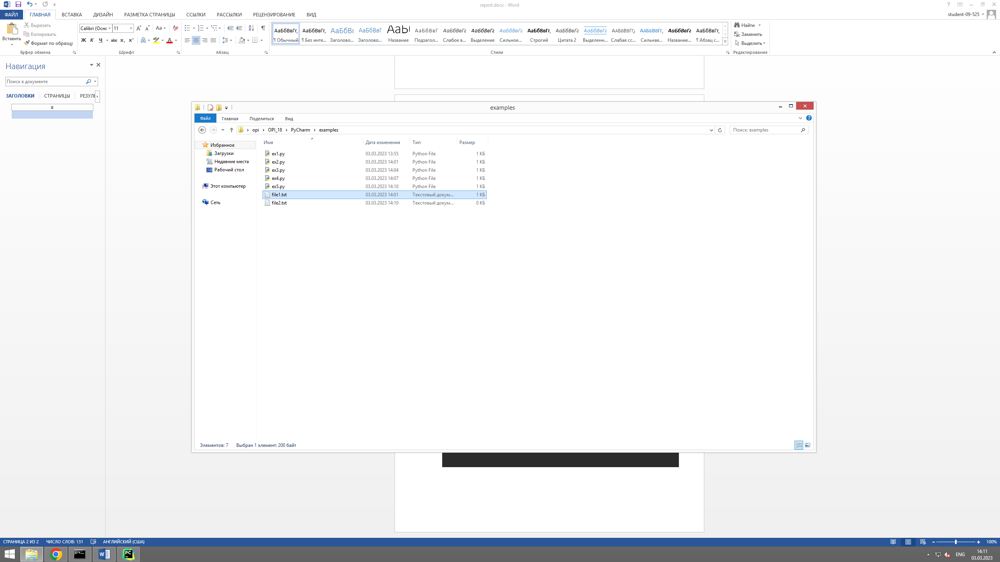 report.docx - Word
ФАЙЛ ГЛАВНАЯ ВСТАВКА ДИЗАЙН РАЗМЕТКА СТРАНИЦЫ ССЫЛКИ РАССЫЛКИ РЕЦЕНЗИРОВАНИЕ ВИД student-09-525
Вставить
Вырезать
Копировать
Формат по образцу
Буфер обмена
Calibri (Оснс 11
Ж К Ч abc x₂ x²
Шрифт
Абзац
АаБбВвГг, АаБбВвГг, АаБбВв АаБбВвГ АаЬ АаБбВвГ АаБбВвГг АаБбВвГг АаБбВвГг АаБбВвГг, АаБбВвГг АаБбВвГг ААББВВГГ, ААББВВГГ, АаБбВвГг АаБбВвГг,
¶ Обычный ¶ Без инте... Заголово... Заголово... Название Подзагол... Слабое в... Выделение Сильное... Строгий Цитата 2 Выделенн... Слабая сс... Сильная... Название... ¶ Абзац с...
Стили
Найти
Заменить
Выделить
Редактирование
Навигация
Поиск в документе
ЗАГОЛОВКИ СТРАНИЦЫ РЕЗУЛЬ
examples
Файл Главная Поделиться Вид
opi OPI_18 PyCharm examples
Поиск: examples
Избранное
Загрузки
Недавние места
Рабочий стол
Этот компьютер
Сеть
Имя Дата изменения Тип Размер
ex1.py 03.03.2023 13:55 Python File 1 КБ
ex2.py 03.03.2023 14:01 Python File 1 КБ
ex3.py 03.03.2023 14:04 Python File 1 КБ
ex4.py 03.03.2023 14:07 Python File 1 КБ
ex5.py 03.03.2023 14:10 Python File 1 КБ
file1.txt 03.03.2023 14:01 Текстовый докум... 1 КБ
file2.txt 03.03.2023 14:10 Текстовый докум... 0 КБ
Элементов: 7 Выбран 1 элемент: 200 байт
СТРАНИЦА 2 ИЗ 2 ЧИСЛО СЛОВ: 131 АНГЛИЙСКИЙ (США) 100%
ENG
14:11
03.03.2023